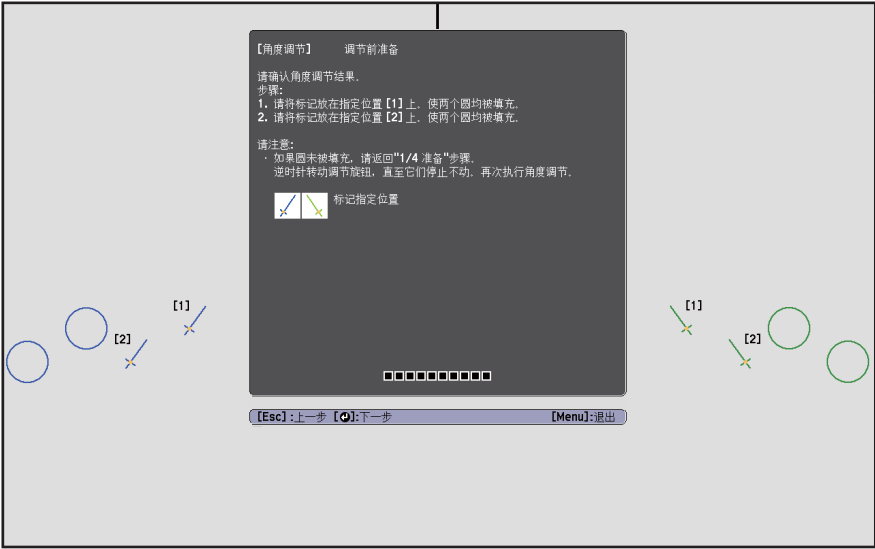 [角度调节] 调节前准备
请确认角度调节结果.
步骤:
1. 请将标记放在指定位置 [1] 上, 使两个圆均被填充.
2. 请将标记放在指定位置 [2] 上, 使两个圆均被填充.
请注意:
· 如果圆未被填充, 请返回"1/4 准备"步骤.
逆时针转动调节旋钮, 直至它们停止不动. 再次执行角度调节.
标记指定位置
[1]
[1]
[2]
[2]
[Esc] :上一步 [↵]:下一步 [Menu]:退出